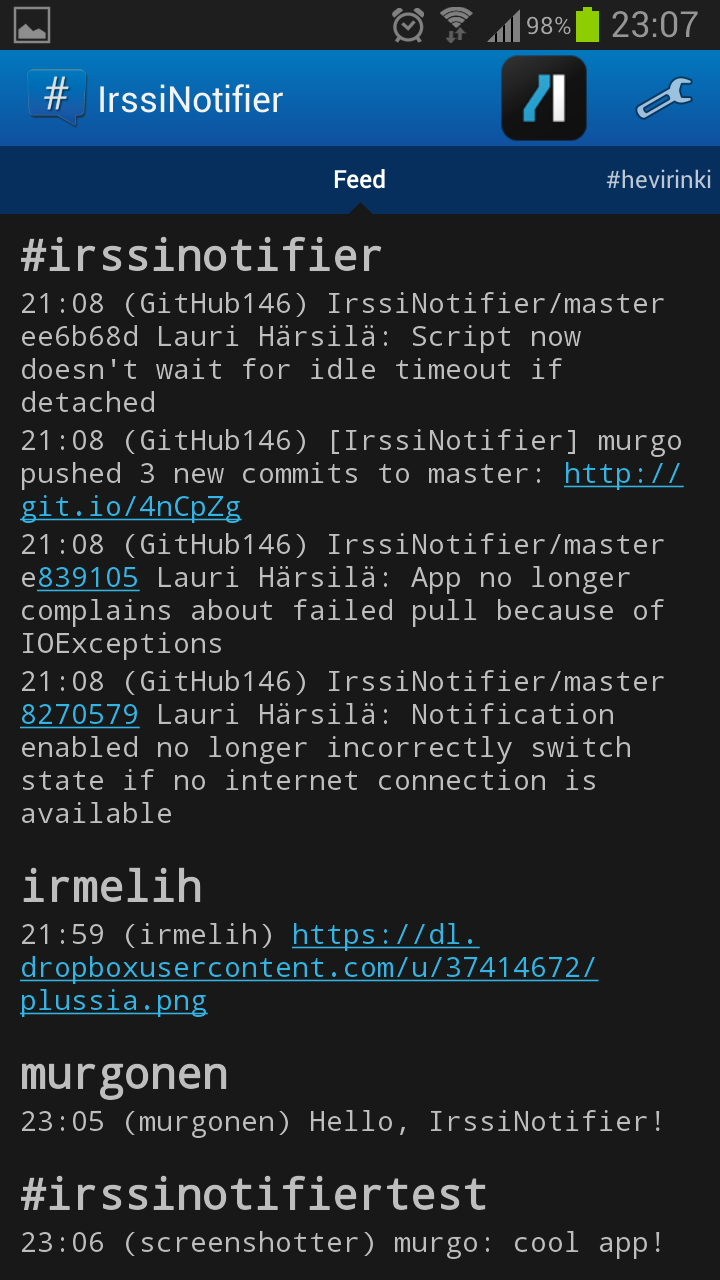 98% 23:07
# IrssiNotifier
Feed #hevirinki
#irssinotifier
21:08 (GitHub146) IrssiNotifier/master
ee6b68d Lauri Härsilä: Script now
doesn't wait for idle timeout if
detached
21:08 (GitHub146) [IrssiNotifier] murgo
pushed 3 new commits to master: http://
git.io/4nCpZg
21:08 (GitHub146) IrssiNotifier/master
e839105 Lauri Härsilä: App no longer
complains about failed pull because of
IOExceptions
21:08 (GitHub146) IrssiNotifier/master
8270579 Lauri Härsilä: Notification
enabled no longer incorrectly switch
state if no internet connection is
available
irmelih
21:59 (irmelih) https://dl.
dropboxusercontent.com/u/37414672/
plussia.png
murgonen
23:05 (murgonen) Hello, IrssiNotifier!
#irssinotifiertest
23:06 (screenshotter) murgo: cool app!